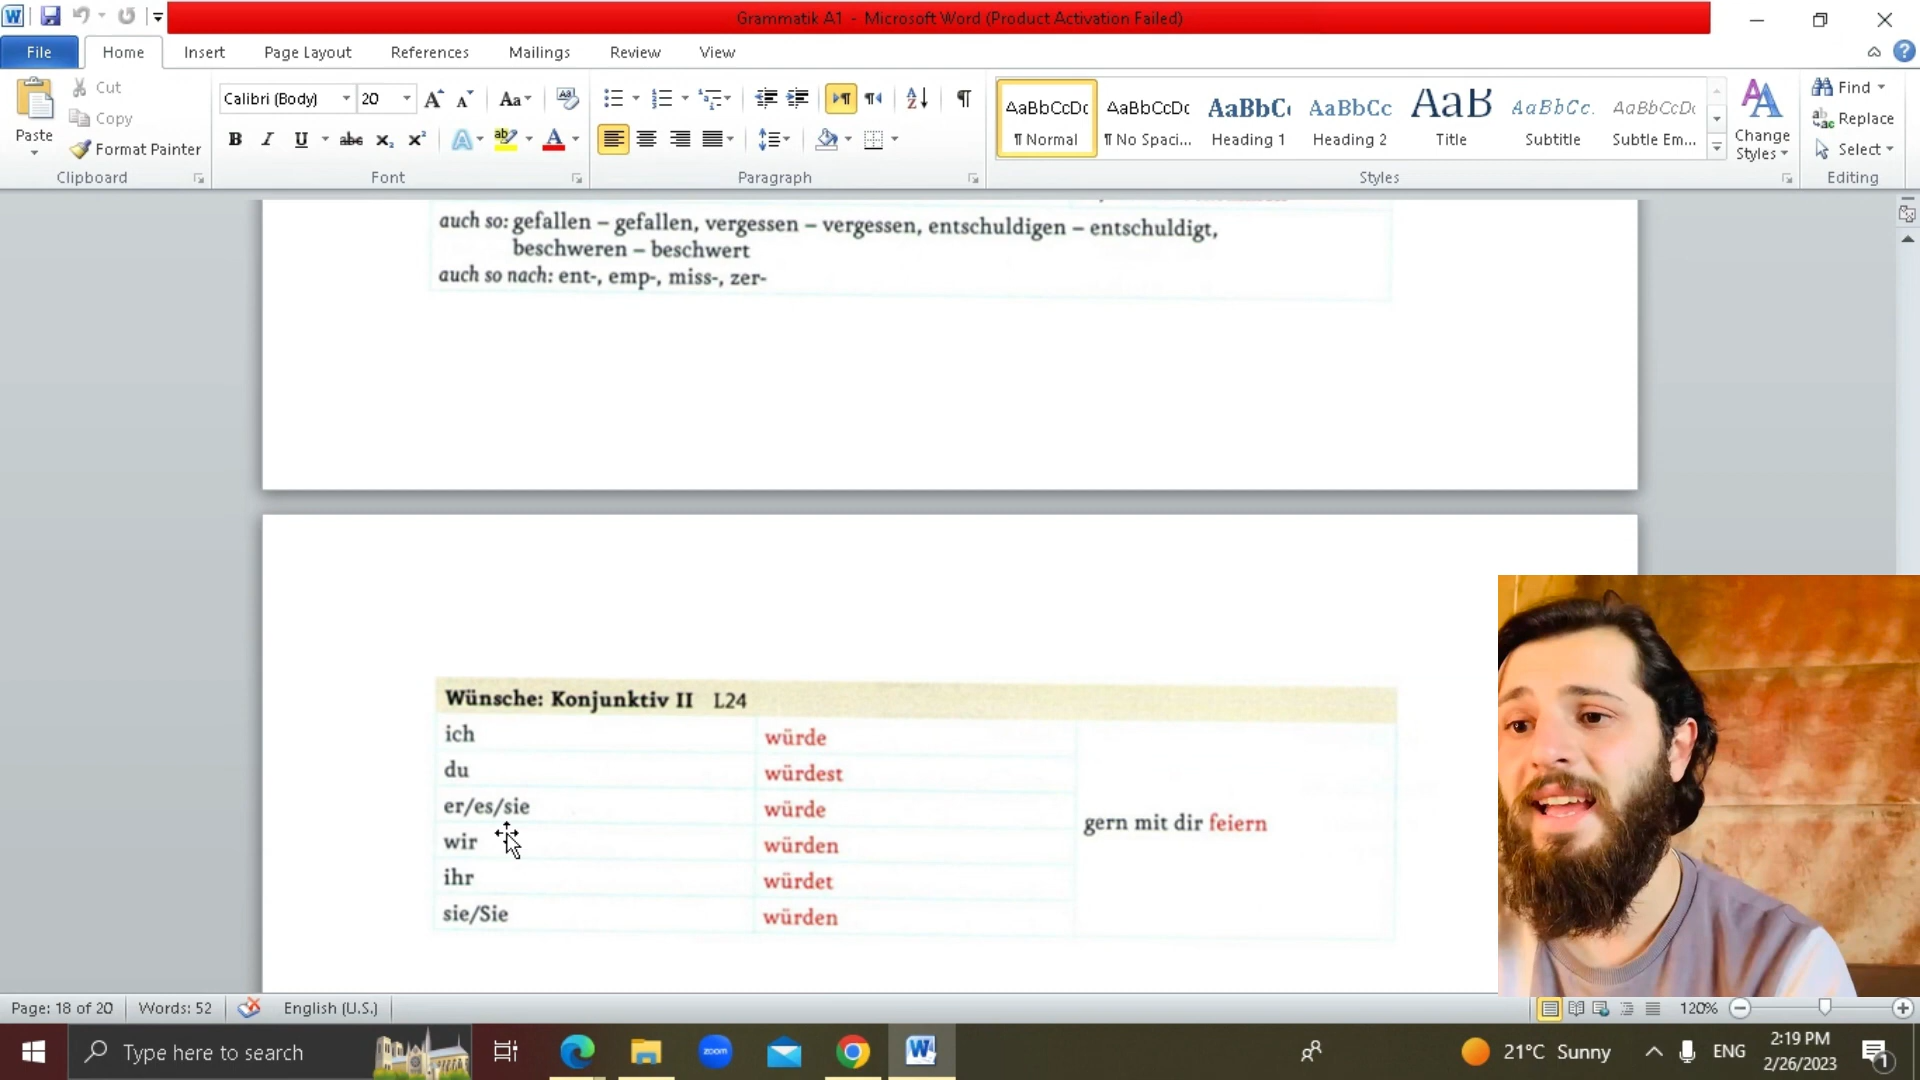 Grammatik A1 - Microsoft Word (Product Activation Failed)
File Home Insert Page Layout References Mailings Review View
Cut
Copy
Paste
Format Painter
Clipboard
Calibri (Body) 20
Font
Paragraph
AaBbCcDc AaBbCcDc AaBbC AaBbCc AaB AaBbCc. AaBbCcDc
¶ Normal ¶ No Spaci... Heading 1 Heading 2 Title Subtitle Subtle Em...
Change Styles
Styles
Find
Replace
Select
Editing
auch so: gefallen – gefallen, vergessen – vergessen, entschuldigen – entschuldigt,
beschweren – beschwert
auch so nach: ent-, emp-, miss-, zer-
Wünsche: Konjunktiv II L24
ich würde
du würdest
er/es/sie würde
gern mit dir feiern
wir würden
ihr würdet
sie/Sie würden
Page: 18 of 20 Words: 52 English (U.S.) 120%
Type here to search
zoom
21°C Sunny
ENG
2:19 PM
2/26/2023
1